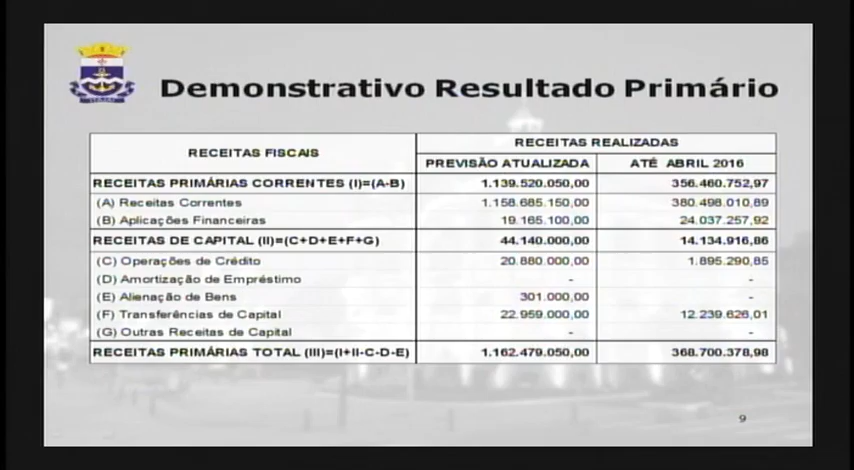 Demonstrativo Resultado Primário
RECEITAS FISCAIS
RECEITAS REALIZADAS
PREVISÃO ATUALIZADA ATÉ ABRIL 2016
RECEITAS PRIMÁRIAS CORRENTES (I)=(A-B) 1.139.520.050,00 356.460.752,97
(A) Receitas Correntes 1.158.685.150,00 380.498.010,89
(B) Aplicações Financeiras 19.165.100,00 24.037.257,92
RECEITAS DE CAPITAL (II)=(C+D+E+F+G) 44.140.000,00 14.134.916,86
(C) Operações de Crédito 20.880.000,00 1.895.290,85
(D) Amortização de Empréstimo - -
(E) Alienação de Bens 301.000,00 -
(F) Transferências de Capital 22.959.000,00 12.239.626,01
(G) Outras Receitas de Capital - -
RECEITAS PRIMÁRIAS TOTAL (III)=(I+II-C-D-E) 1.162.479.050,00 368.700.378,98
9